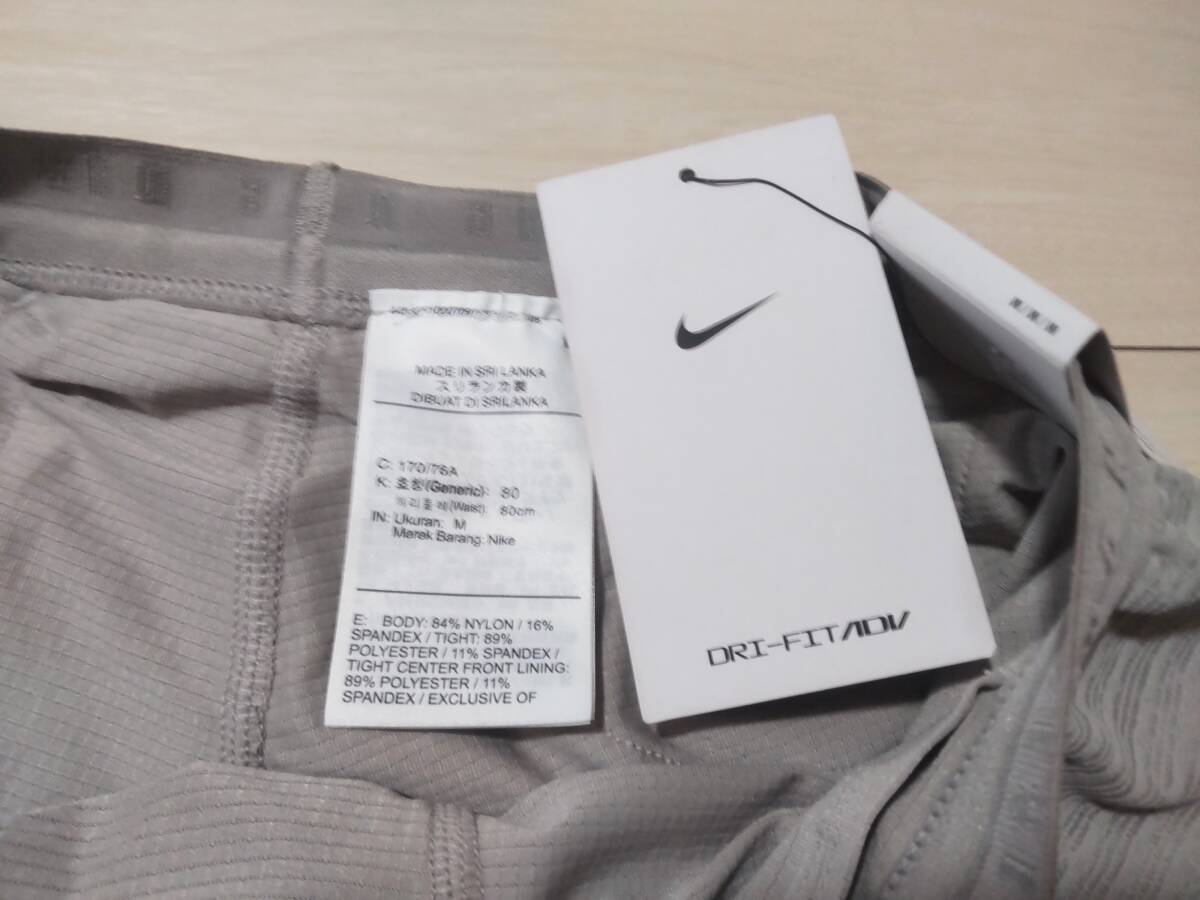 MADE IN SRI LANKA
スリランカ製
DIBUAT DI SRILANKA
C: 170/76A
K: 호칭(Generic): 80
허리둘레(Waist): 80cm
IN: Ukuran: M
Merek Barang: Nike
E: BODY: 84% NYLON / 16%
SPANDEX / TIGHT: 89%
POLYESTER / 11% SPANDEX /
TIGHT CENTER FRONT LINING:
89% POLYESTER / 11%
SPANDEX / EXCLUSIVE OF
DRI-FIT ADV